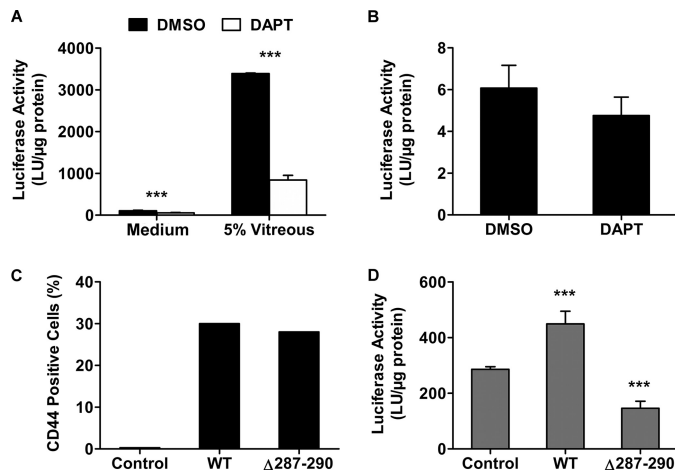 A
DMSO
DAPT
Luciferase Activity
(LU/µg protein)
4000
3000
2000
1000
0
***
***
Medium
5% Vitreous
B
Luciferase Activity
(LU/µg protein)
8
6
4
2
0
DMSO
DAPT
C
CD44 Positive Cells (%)
40
30
20
10
0
Control
WT
Δ287-290
D
Luciferase Activity
(LU/µg protein)
600
400
200
0
***
***
Control
WT
Δ287-290